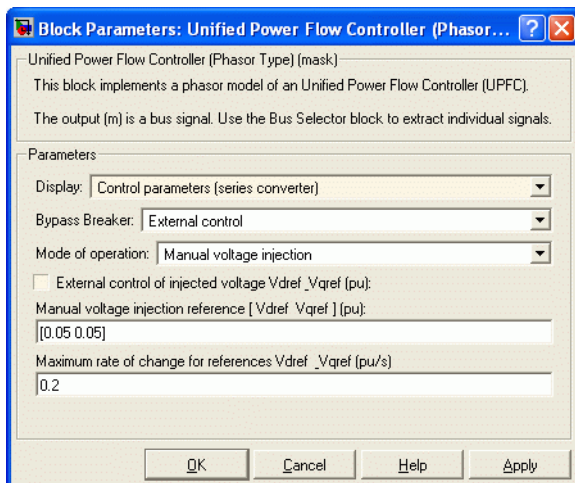 Block Parameters: Unified Power Flow Controller (Phasor...
Unified Power Flow Controller (Phasor Type) (mask)
This block implements a phasor model of an Unified Power Flow Controller (UPFC).
The output (m) is a bus signal. Use the Bus Selector block to extract individual signals.
Parameters
Display: Control parameters (series converter)
Bypass Breaker: External control
Mode of operation: Manual voltage injection
External control of injected voltage Vdref_Vqref (pu):
Manual voltage injection reference [ Vdref Vqref ] (pu):
[0.05 0.05]
Maximum rate of change for references Vdref_Vqref (pu/s)
0.2
OK Cancel Help Apply